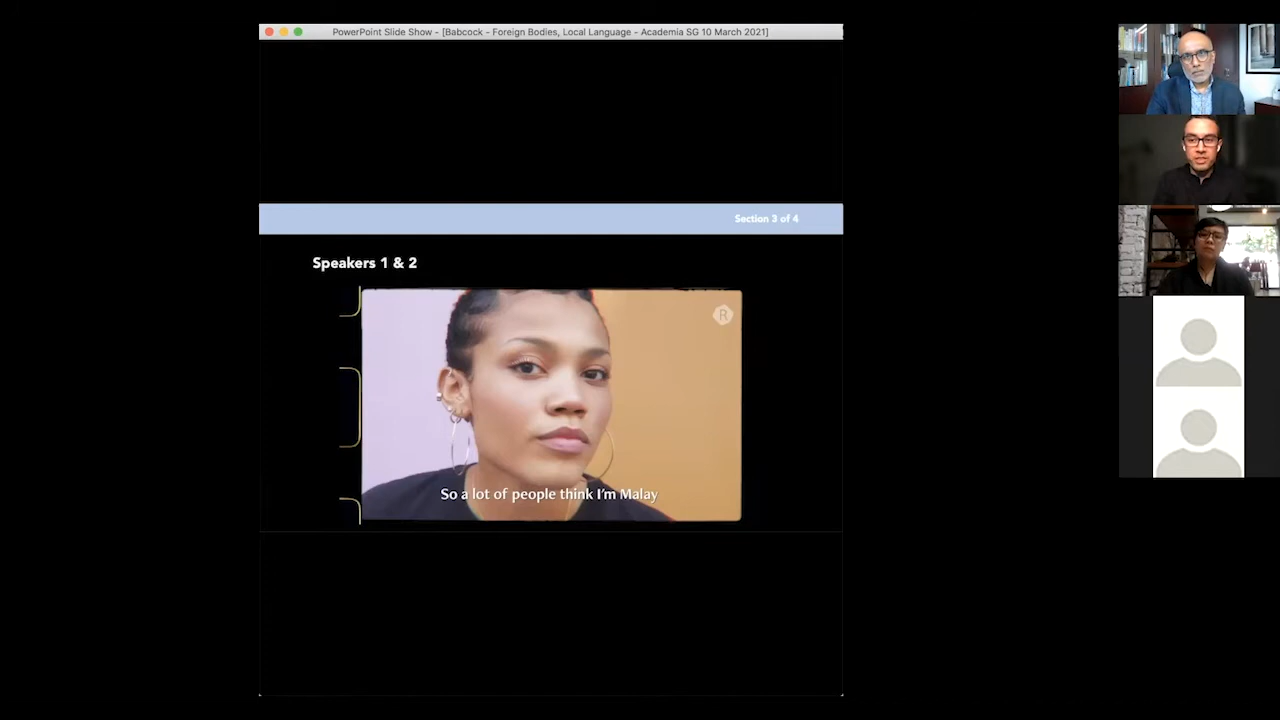 PowerPoint Slide Show - [Babcock - Foreign Bodies, Local Language - Academia SG 10 March 2021]
Section 3 of 4
Speakers 1 & 2
R
So a lot of people think I'm Malay